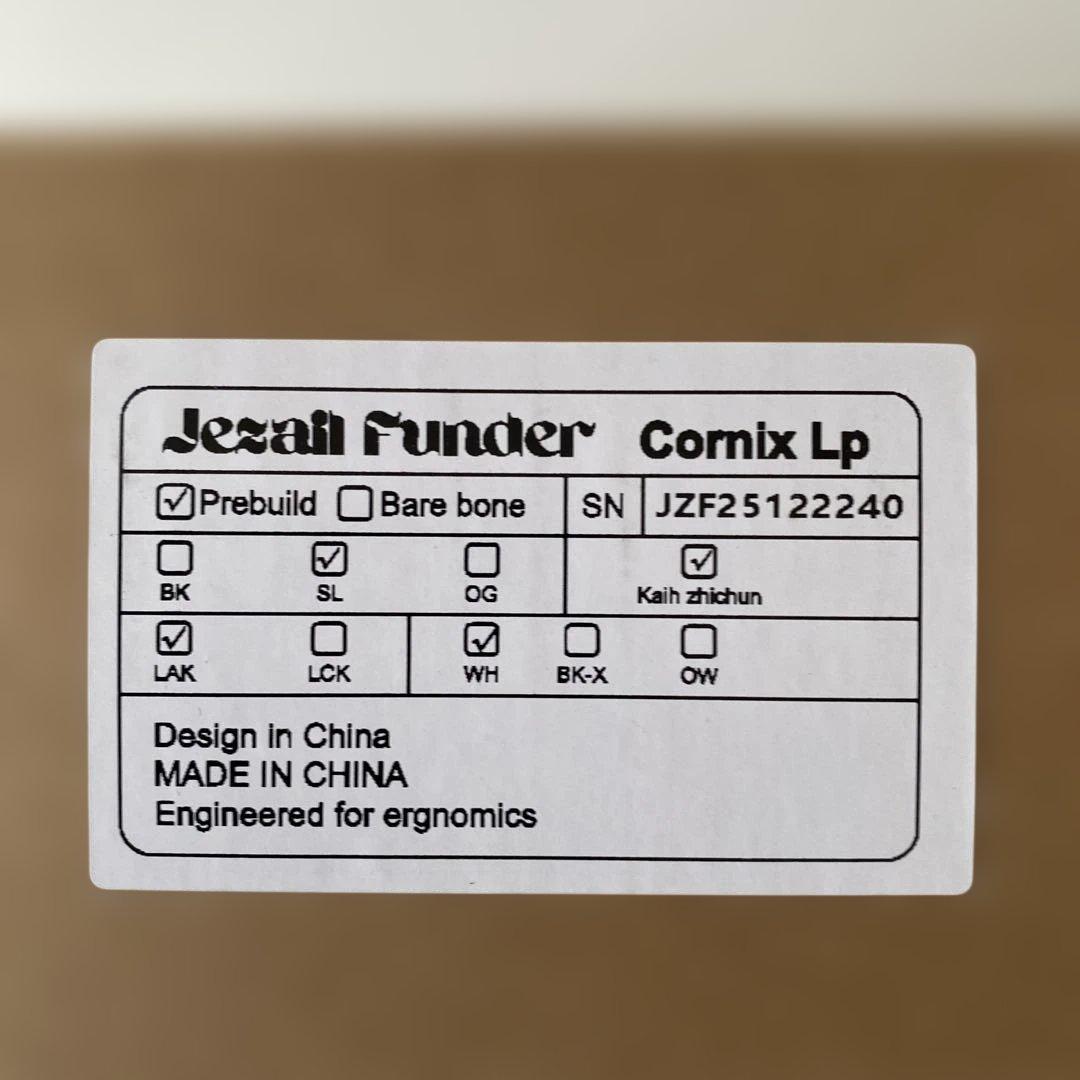 Jezail Funder Cornix Lp
Prebuild Bare bone SN JZF25122240
BK SL OG Kaih zhichun
LAK LCK WH BK-X OW
Design in China
MADE IN CHINA
Engineered for ergnomics